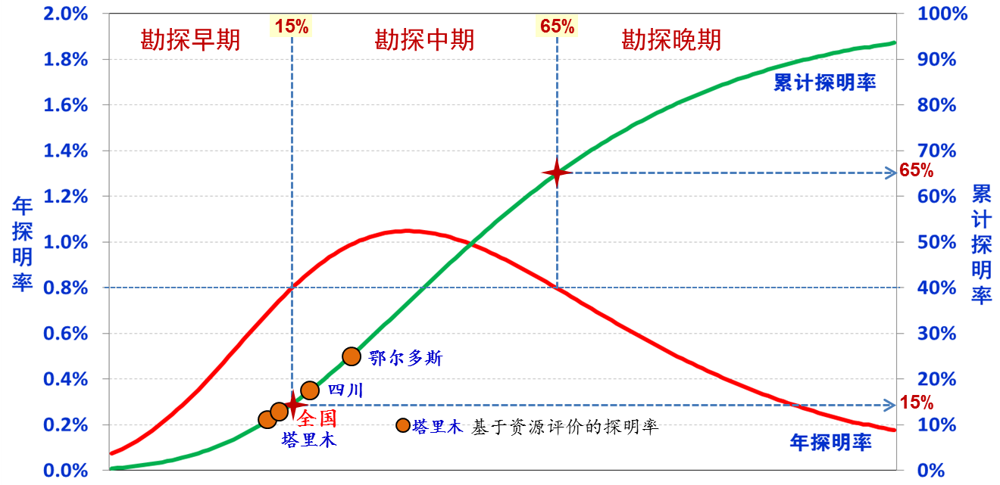 2.0%
1.8%
1.6%
1.4%
1.2%
1.0%
0.8%
0.6%
0.4%
0.2%
0.0%
年探明率
勘探早期
15%
勘探中期
65%
勘探晚期
累计探明率
65%
鄂尔多斯
四川
全国
塔里木
塔里木 基于资源评价的探明率
15%
年探明率
100%
90%
80%
70%
60%
50%
40%
30%
20%
10%
0%
累计探明率